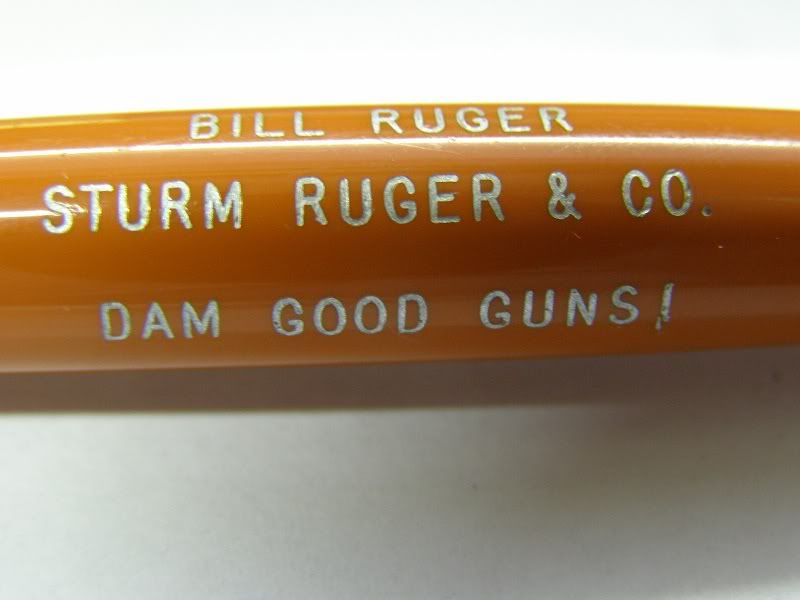 BILL RUGER
STURM RUGER & CO.
DAM GOOD GUNS!